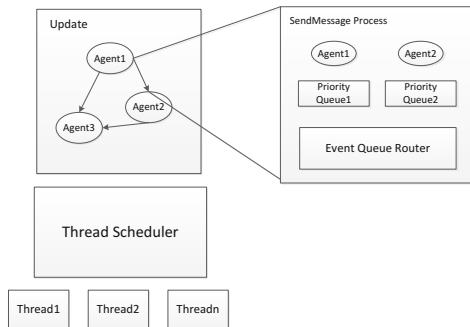 Update
Agent1
Agent2
Agent3
SendMessage Process
Agent1
Agent2
Priority
Queue1
Priority
Queue2
Event Queue Router
Thread Scheduler
Thread1
Thread2
Threadn